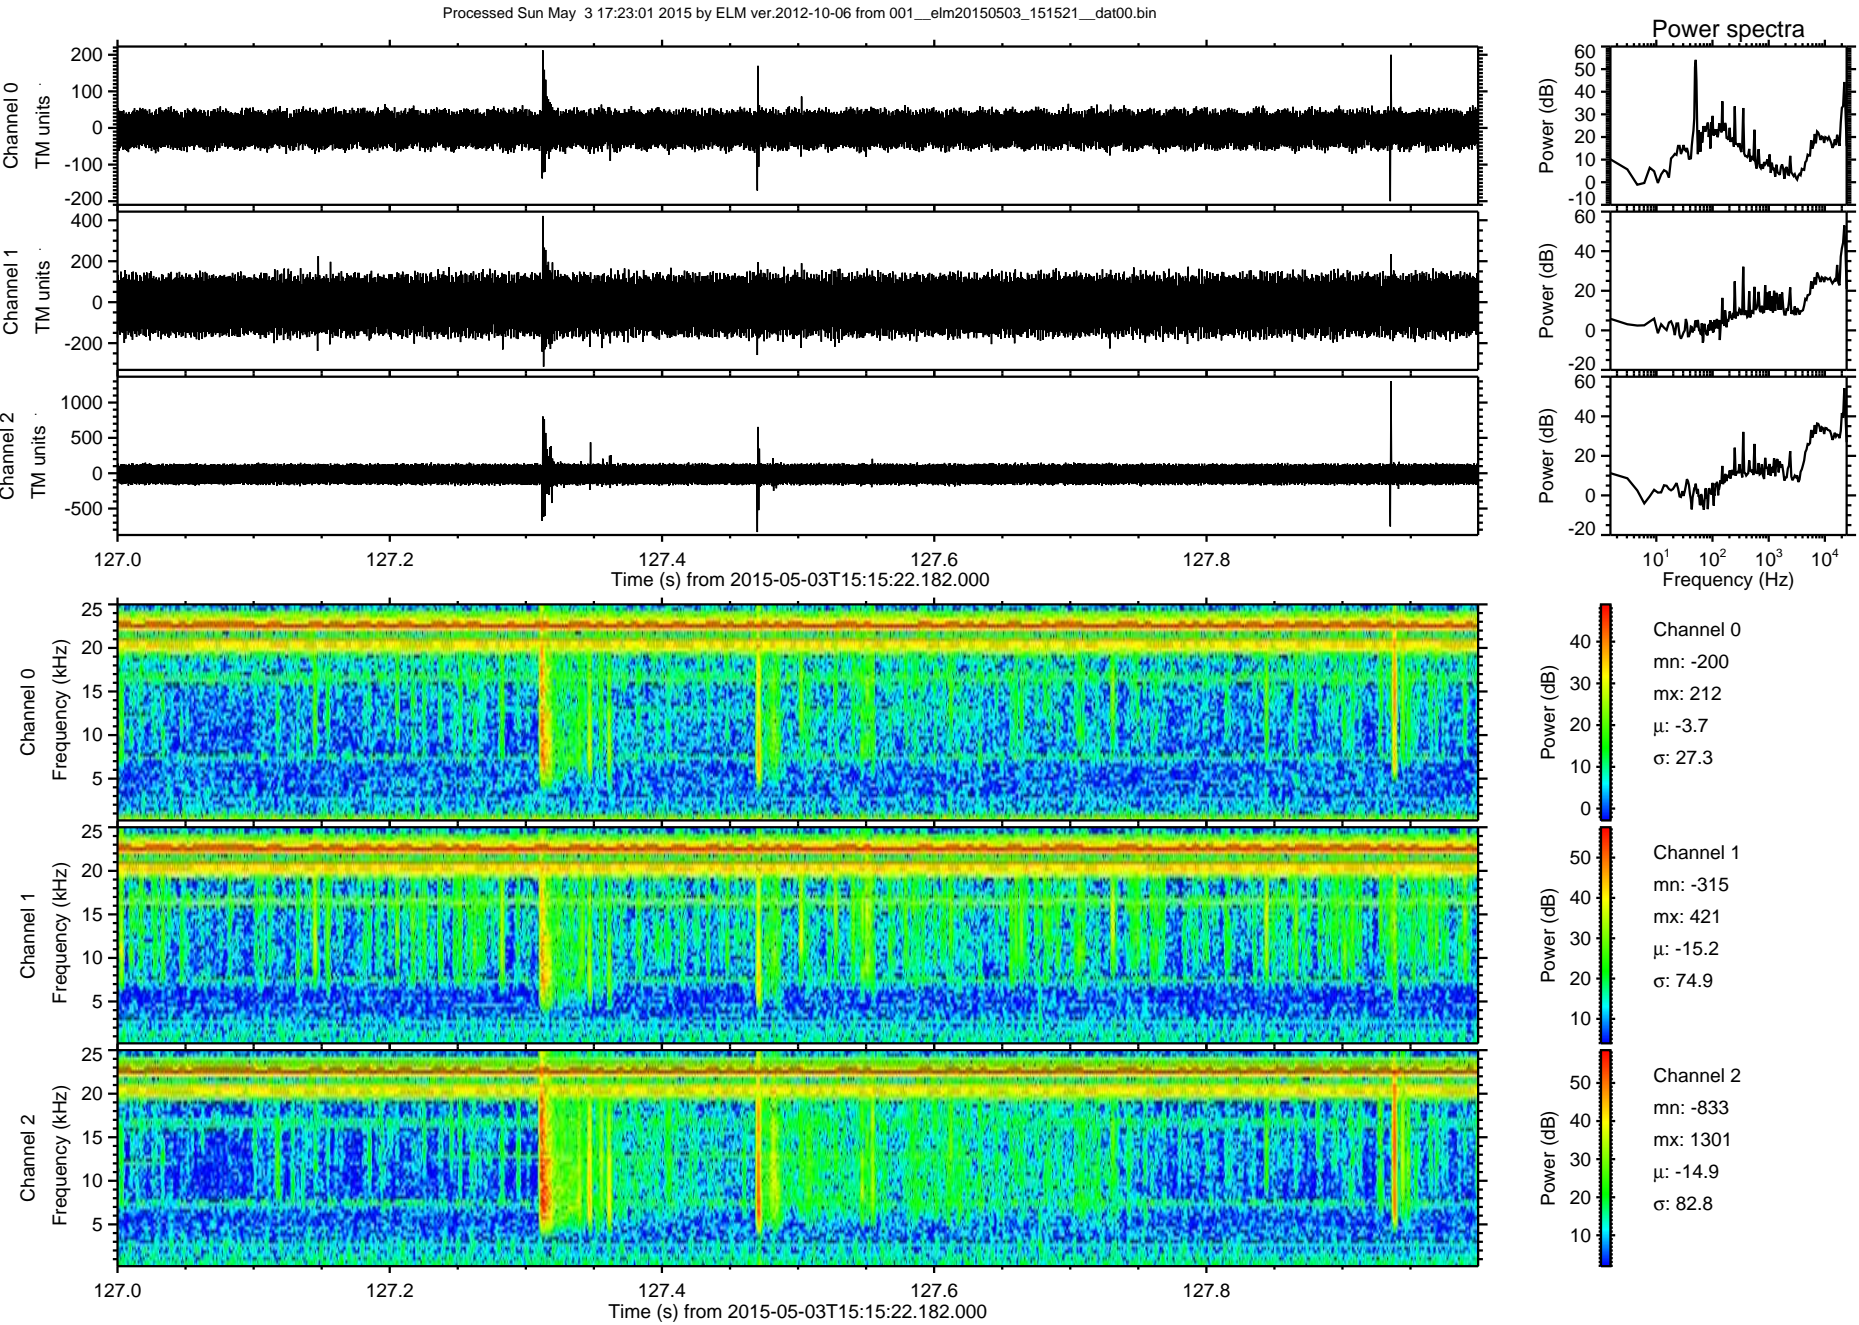 Processed Sun May  3 17:23:01 2015 by ELM ver.2012-10-06 from 001__elm20150503_151521__dat00.bin
Power spectra
Channel 0
TM units
200
100
0
-100
-200
Power (dB)
60
50
40
30
20
10
0
-10
Channel 1
TM units
400
200
0
-200
Power (dB)
60
40
20
0
-20
Channel 2
TM units
1000
500
0
-500
Power (dB)
60
40
20
0
-20
127.0
127.2
127.4
127.6
127.8
Time (s) from 2015-05-03T15:15:22.182.000
10^1
10^2
10^3
10^4
Frequency (Hz)
Channel 0
Frequency (kHz)
25
20
15
10
5
Power (dB)
40
30
20
10
0
Channel 0
mn: -200
mx: 212
μ: -3.7
σ: 27.3
Channel 1
Frequency (kHz)
25
20
15
10
5
Power (dB)
50
40
30
20
10
Channel 1
mn: -315
mx: 421
μ: -15.2
σ: 74.9
Channel 2
Frequency (kHz)
25
20
15
10
5
Power (dB)
50
40
30
20
10
Channel 2
mn: -833
mx: 1301
μ: -14.9
σ: 82.8
127.0
127.2
127.4
127.6
127.8
Time (s) from 2015-05-03T15:15:22.182.000